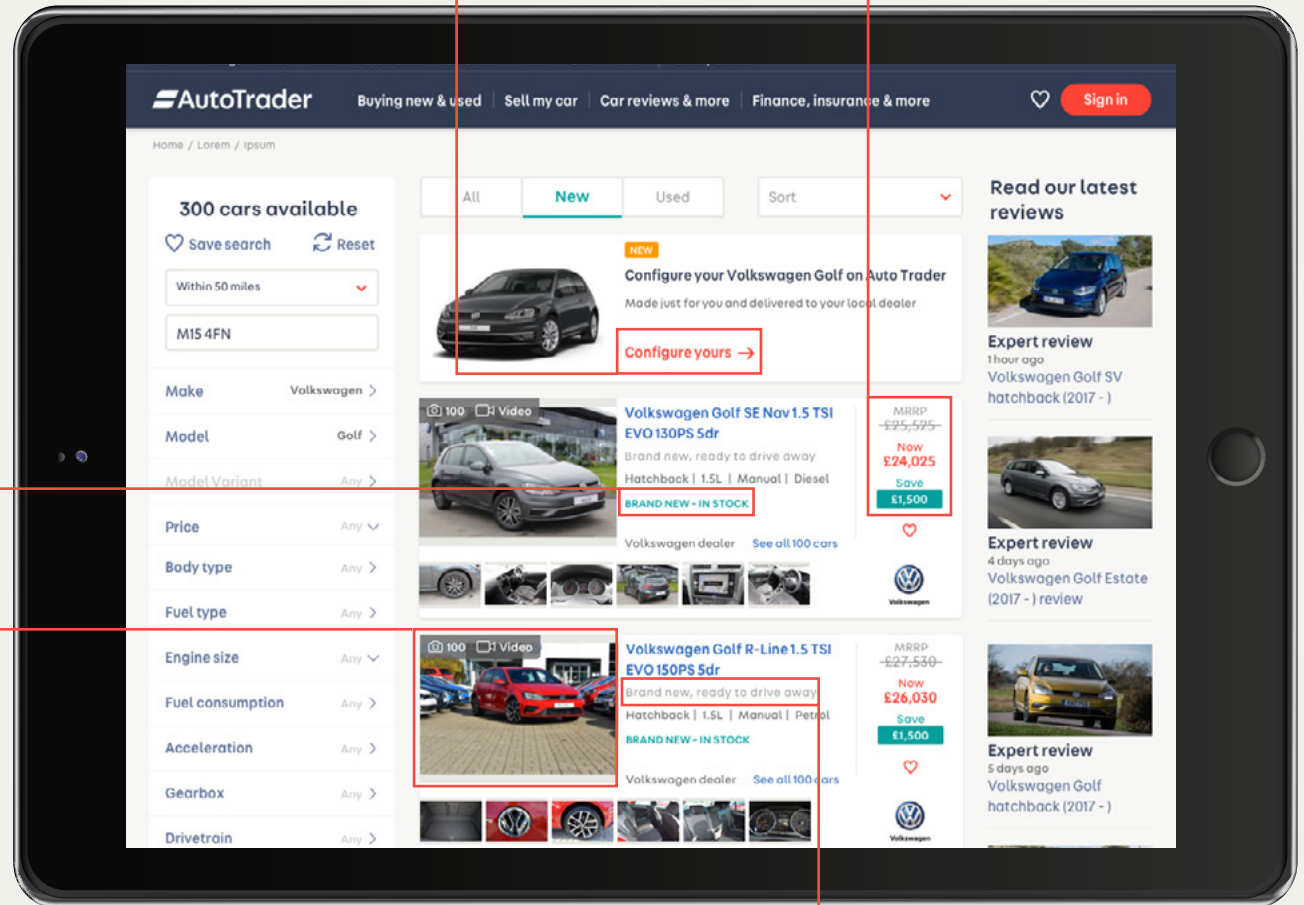 AutoTrader
Buying new & used
Sell my car
Car reviews & more
Finance, insurance & more
Sign in
Home / Lorem / Ipsum
300 cars available
Save search
Reset
Within 50 miles
M15 4FN
Make Volkswagen
Model Golf
Model Variant Any
Price Any
Body type Any
Fuel type Any
Engine size Any
Fuel consumption Any
Acceleration Any
Gearbox Any
Drivetrain Any
All
New
Used
Sort
NEW
Configure your Volkswagen Golf on Auto Trader
Made just for you and delivered to your local dealer
Configure yours →
100 Video
Volkswagen Golf SE Nav 1.5 TSI
EVO 130PS 5dr
Brand new, ready to drive away
Hatchback | 1.5L | Manual | Diesel
BRAND NEW - IN STOCK
Volkswagen dealer See all 100 cars
MRRP
£25,525
Now
£24,025
Save
£1,500
Volkswagen
100 Video
Volkswagen Golf R-Line 1.5 TSI
EVO 150PS 5dr
Brand new, ready to drive away
Hatchback | 1.5L | Manual | Petrol
BRAND NEW - IN STOCK
Volkswagen dealer See all 100 cars
MRRP
£27,530
Now
£26,030
Save
£1,500
Volkswagen
Read our latest
reviews
Expert review
1 hour ago
Volkswagen Golf SV
hatchback (2017 - )
Expert review
4 days ago
Volkswagen Golf Estate
(2017 - ) review
Expert review
5 days ago
Volkswagen Golf
hatchback (2017 - )